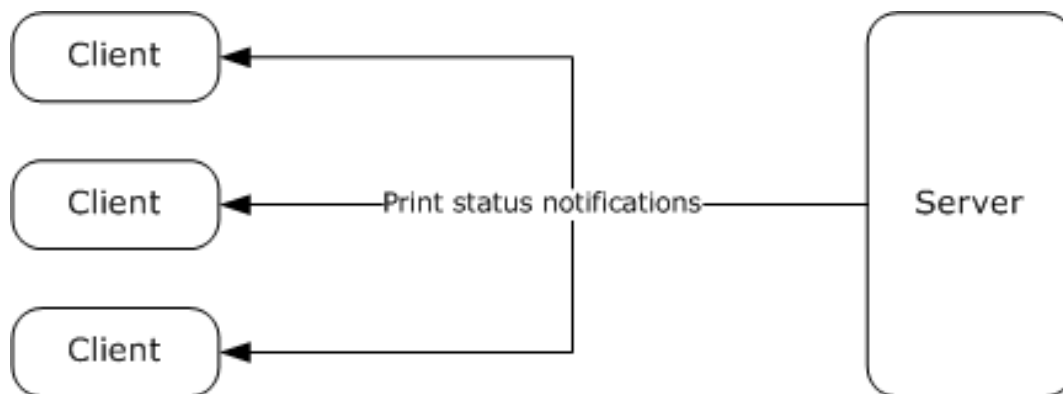 Client
Client
Print status notifications
Server
Client